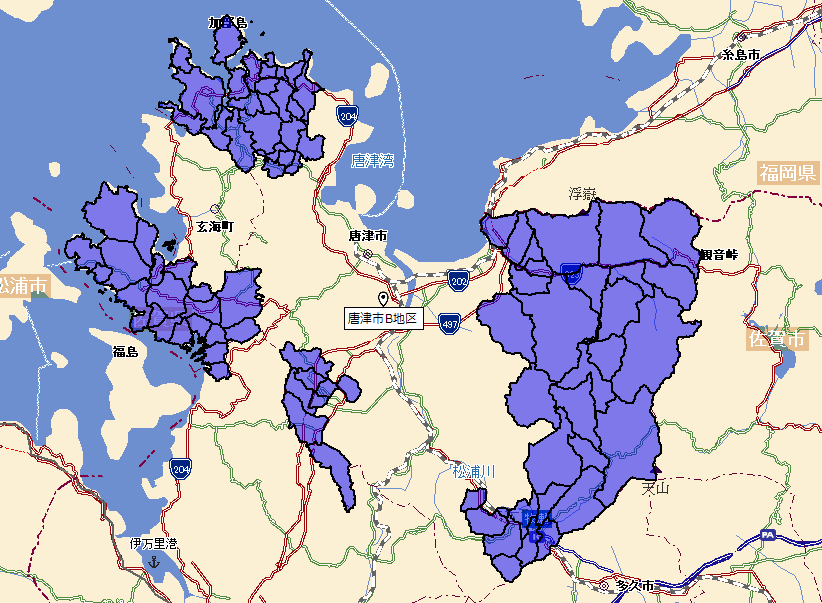 加唐島
糸島市
204
唐津湾
福岡県
浮嶽
玄海町
唐津市
観音峠
松浦市
202
唐津市B地区
497
佐賀市
福島
松浦川
204
天山
伊万里港
PA
多久市